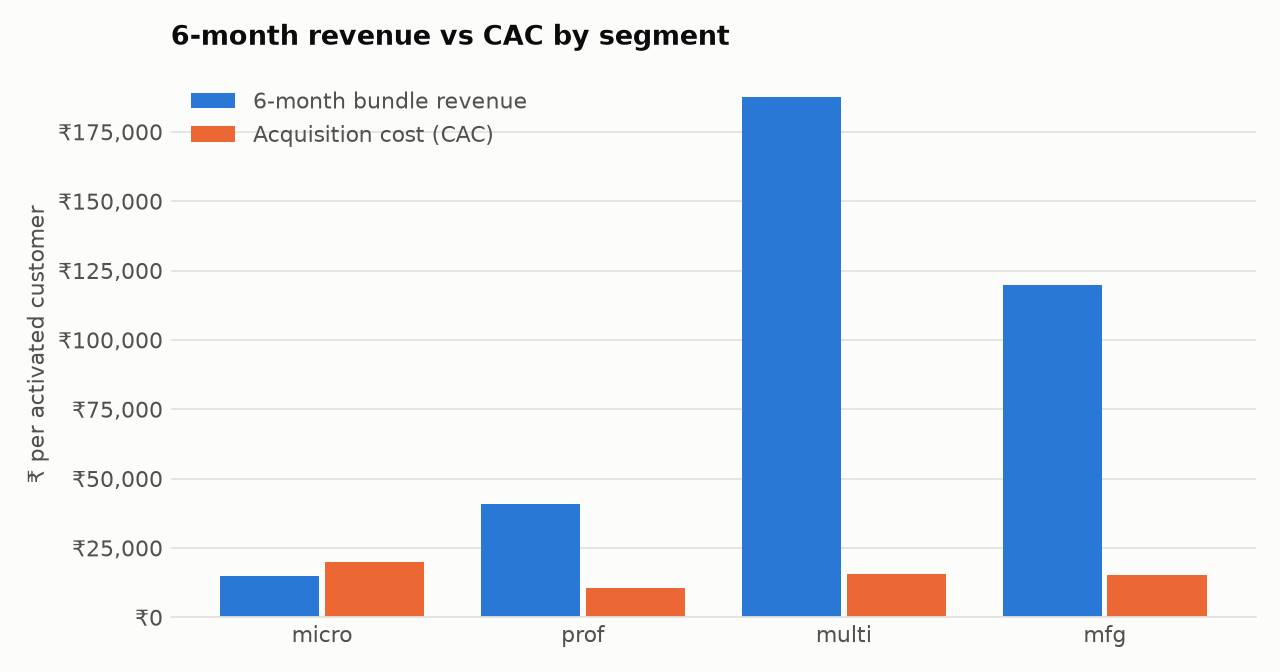 6-month revenue vs CAC by segment
6-month bundle revenue
Acquisition cost (CAC)
₹ per activated customer
₹175,000
₹150,000
₹125,000
₹100,000
₹75,000
₹50,000
₹25,000
₹0
micro
prof
multi
mfg